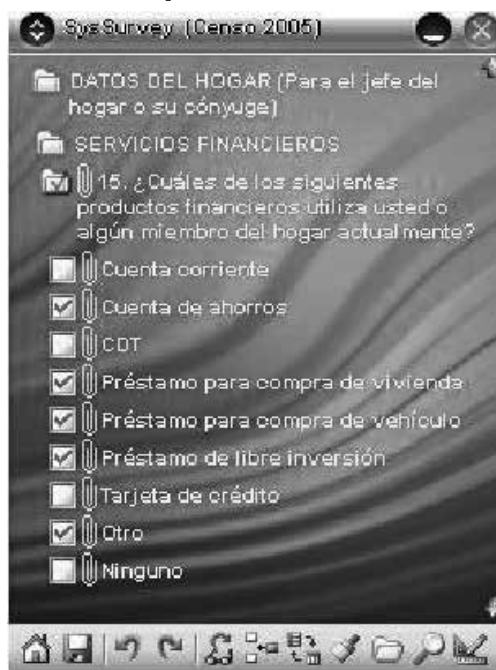 SysSurvey (Censo 2005)
DATOS DEL HOGAR (Para el jefe del
hogar o su cónyuge)
SERVICIOS FINANCIEROS
15. ¿Cuáles de los siguientes
productos financieros utiliza usted o
algún miembro del hogar actualmente?
Cuenta corriente
Cuenta de ahorros
CDT
Préstamo para compra de vivienda
Préstamo para compra de vehículo
Préstamo de libre inversión
Tarjeta de crédito
Otro
Ninguno